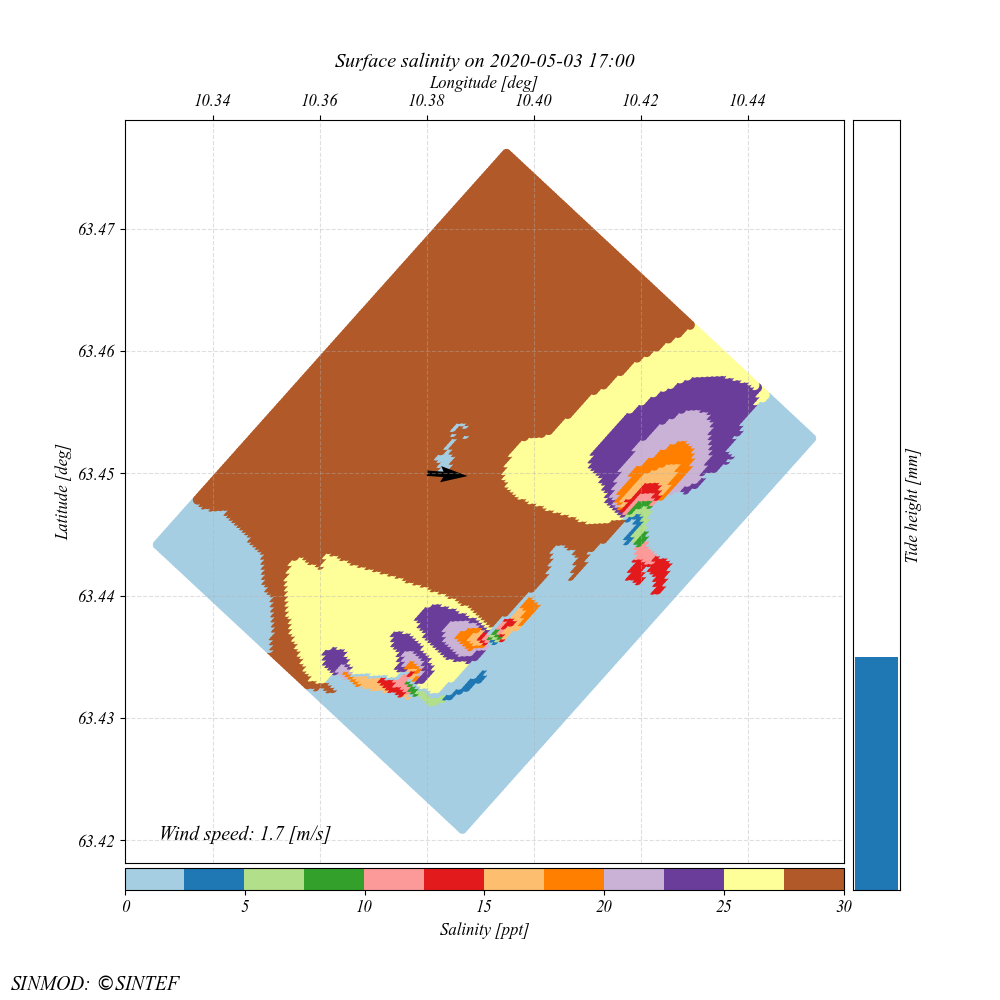 Surface salinity on 2020-05-03 17:00
Longitude [deg]
10.34 10.36 10.38 10.40 10.42 10.44
63.47
63.46
63.45
63.44
63.43
63.42
Latitude [deg]
Tide height [mm]
Wind speed: 1.7 [m/s]
0 5 10 15 20 25 30
Salinity [ppt]
SINMOD: ©SINTEF